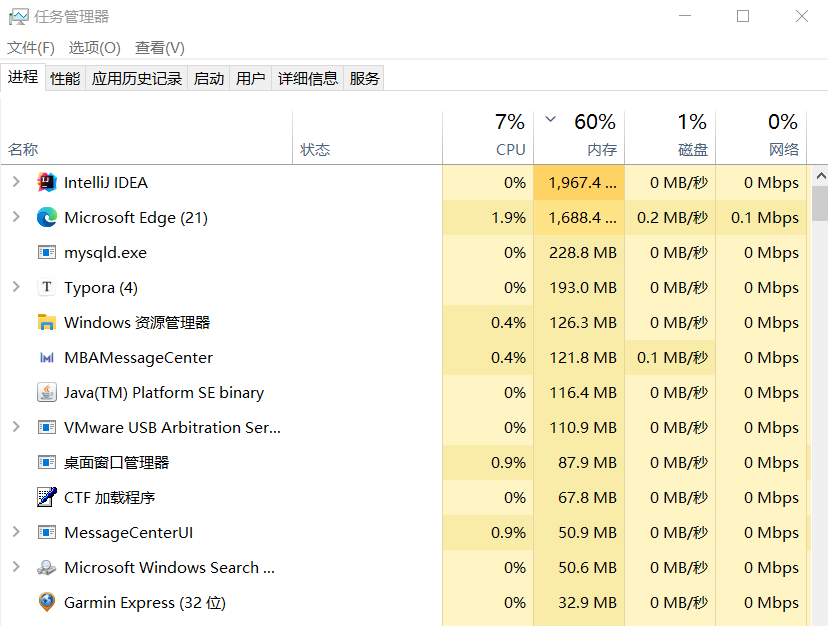 任务管理器
文件(F) 选项(O) 查看(V)
进程 性能 应用历史记录 启动 用户 详细信息 服务
7% 60% 1% 0%
名称 状态 CPU 内存 磁盘 网络
IntelliJ IDEA 0% 1,967.4 ... 0 MB/秒 0 Mbps
Microsoft Edge (21) 1.9% 1,688.4 ... 0.2 MB/秒 0.1 Mbps
mysqld.exe 0% 228.8 MB 0 MB/秒 0 Mbps
T Typora (4) 0% 193.0 MB 0 MB/秒 0 Mbps
Windows 资源管理器 0.4% 126.3 MB 0 MB/秒 0 Mbps
MBAMessageCenter 0.4% 121.8 MB 0.1 MB/秒 0 Mbps
Java(TM) Platform SE binary 0% 116.4 MB 0 MB/秒 0 Mbps
VMware USB Arbitration Ser... 0% 110.9 MB 0 MB/秒 0 Mbps
桌面窗口管理器 0.9% 87.9 MB 0 MB/秒 0 Mbps
CTF 加载程序 0% 67.8 MB 0 MB/秒 0 Mbps
MessageCenterUI 0.9% 50.9 MB 0 MB/秒 0 Mbps
Microsoft Windows Search ... 0% 50.6 MB 0 MB/秒 0 Mbps
Garmin Express (32 位) 0% 32.9 MB 0 MB/秒 0 Mbps